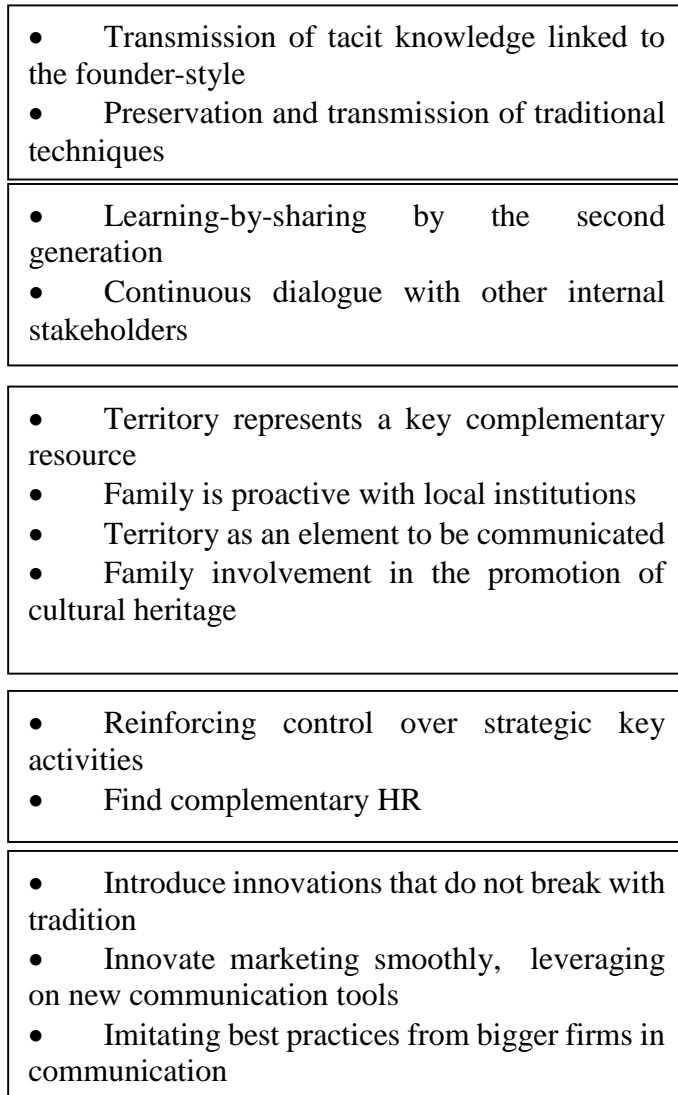 • Transmission of tacit knowledge linked to
the founder-style
• Preservation and transmission of traditional
techniques
• Learning-by-sharing by the second
generation
• Continuous dialogue with other internal
stakeholders
• Territory represents a key complementary
resource
• Family is proactive with local institutions
• Territory as an element to be communicated
• Family involvement in the promotion of
cultural heritage
• Reinforcing control over strategic key
activities
• Find complementary HR
• Introduce innovations that do not break with
tradition
• Innovate marketing smoothly, leveraging
on new communication tools
• Imitating best practices from bigger firms in
communication